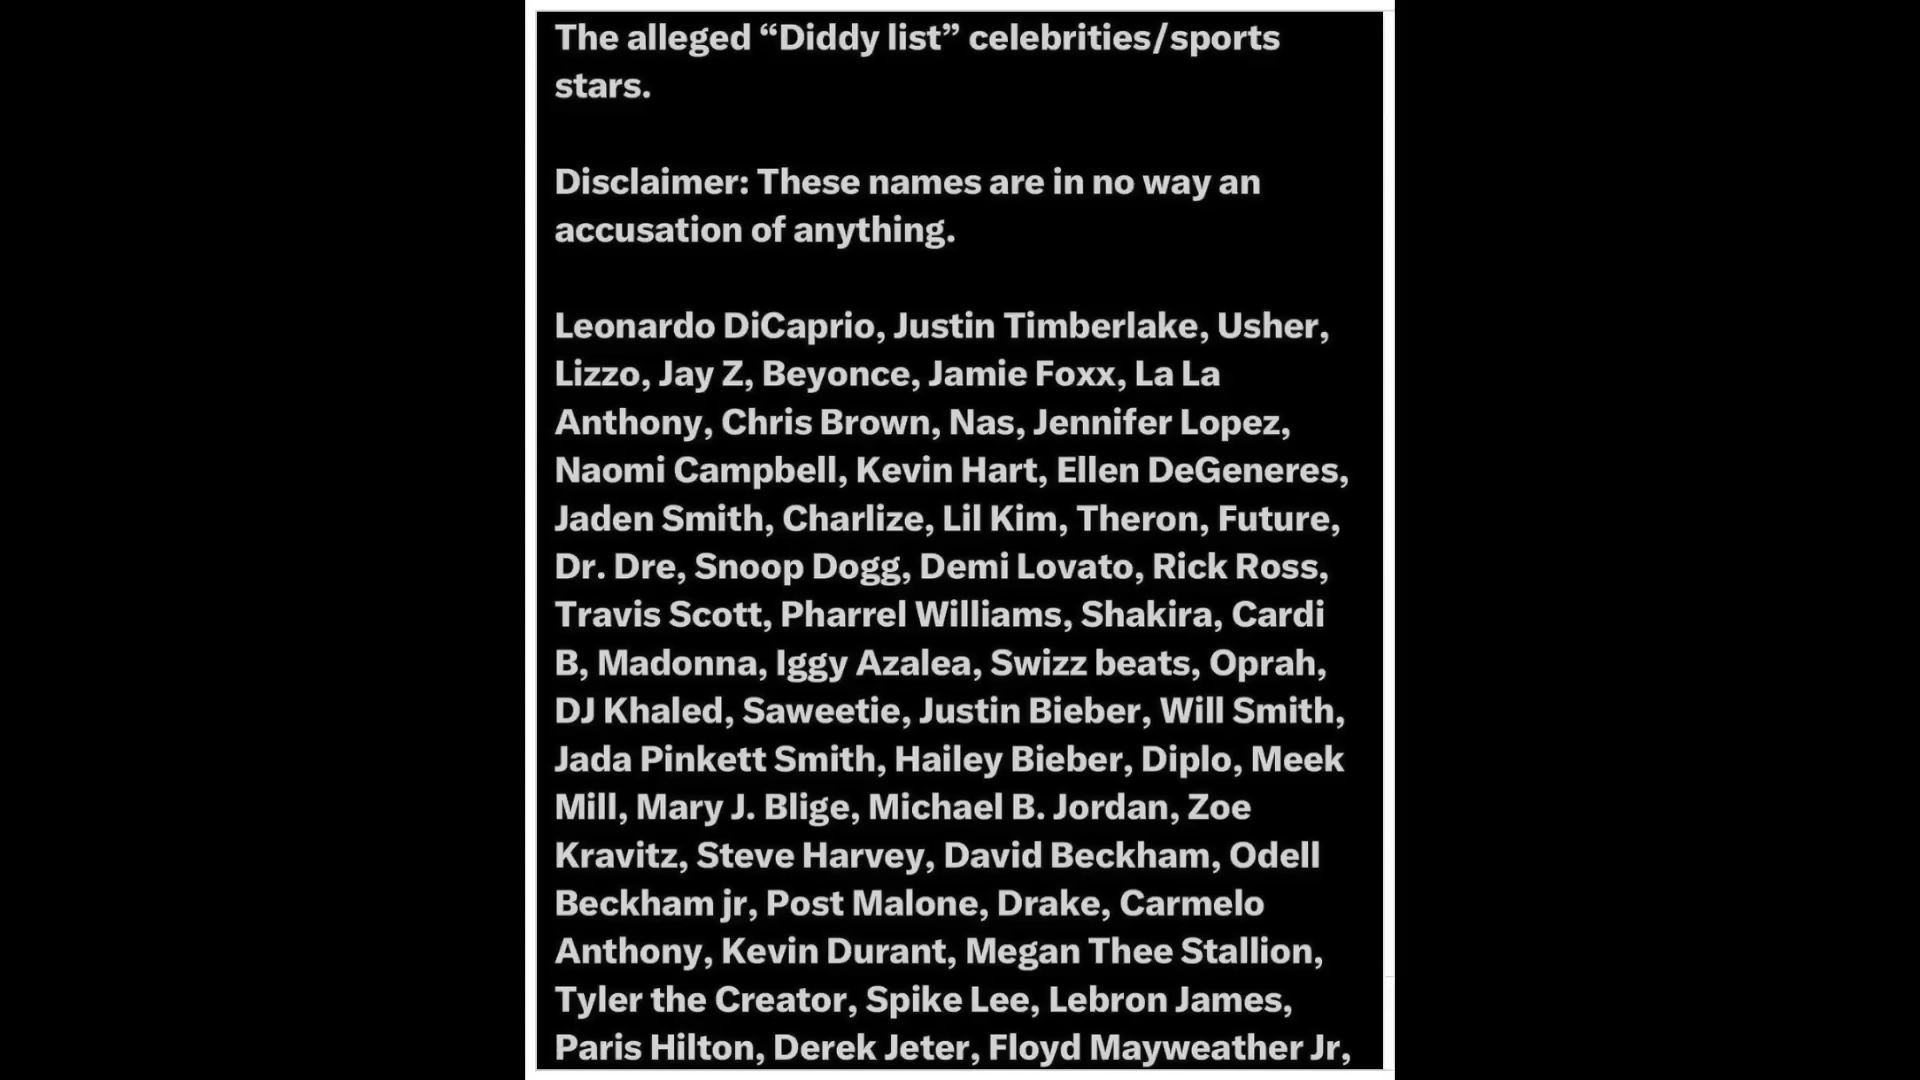 The alleged “Diddy list” celebrities/sports
stars.
Disclaimer: These names are in no way an
accusation of anything.
Leonardo DiCaprio, Justin Timberlake, Usher,
Lizzo, Jay Z, Beyonce, Jamie Foxx, La La
Anthony, Chris Brown, Nas, Jennifer Lopez,
Naomi Campbell, Kevin Hart, Ellen DeGeneres,
Jaden Smith, Charlize, Lil Kim, Theron, Future,
Dr. Dre, Snoop Dogg, Demi Lovato, Rick Ross,
Travis Scott, Pharrel Williams, Shakira, Cardi
B, Madonna, Iggy Azalea, Swizz beats, Oprah,
DJ Khaled, Saweetie, Justin Bieber, Will Smith,
Jada Pinkett Smith, Hailey Bieber, Diplo, Meek
Mill, Mary J. Blige, Michael B. Jordan, Zoe
Kravitz, Steve Harvey, David Beckham, Odell
Beckham jr, Post Malone, Drake, Carmelo
Anthony, Kevin Durant, Megan Thee Stallion,
Tyler the Creator, Spike Lee, Lebron James,
Paris Hilton, Derek Jeter, Floyd Mayweather Jr,